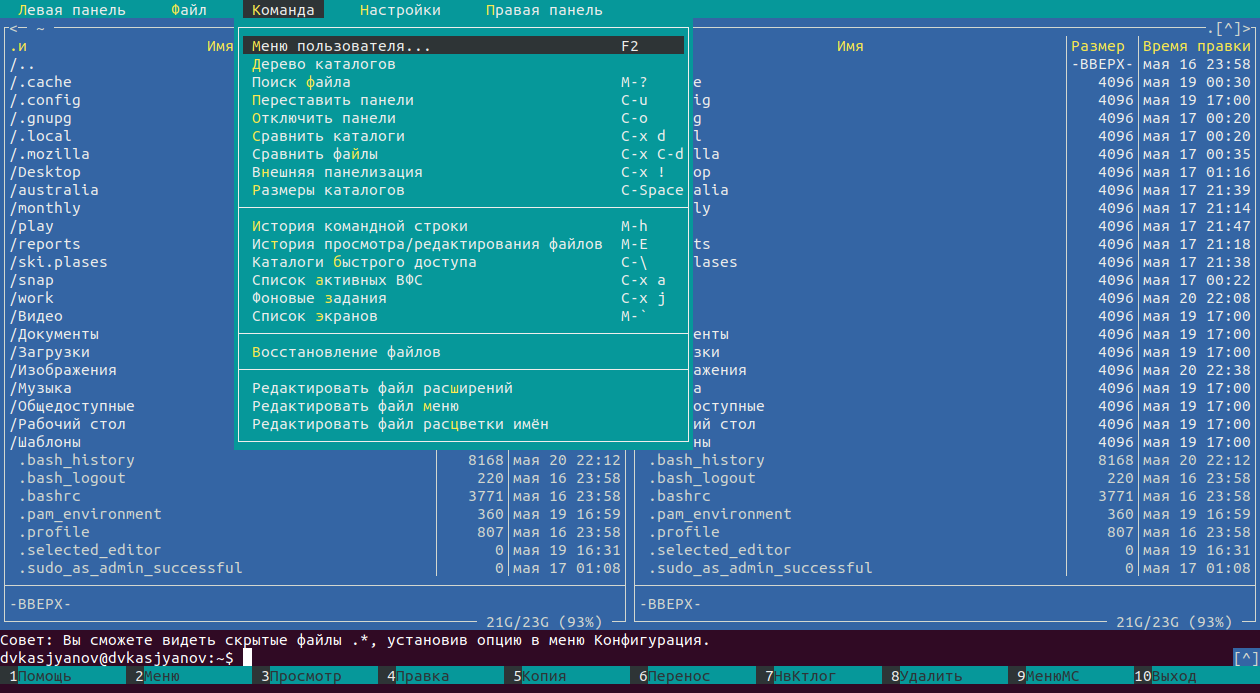 Левая панель Файл Команда Настройки Правая панель
<─ ~ .[^]>
.и Имя Меню пользователя... F2 Имя Размер Время правки
/.. Дерево каталогов -ВВЕРХ- мая 16 23:58
/.cache Поиск файла M-? е 4096 мая 19 00:30
/.config Переставить панели C-u ig 4096 мая 19 17:00
/.gnupg Отключить панели C-o g 4096 мая 17 00:20
/.local Сравнить каталоги C-x d l 4096 мая 17 00:20
/.mozilla Сравнить файлы C-x C-d lla 4096 мая 17 00:35
/Desktop Внешняя панелизация C-x ! op 4096 мая 17 01:16
/australia Размеры каталогов C-Space alia 4096 мая 17 21:39
/monthly ly 4096 мая 17 21:14
/play История командной строки M-h 4096 мая 17 21:47
/reports История просмотра/редактирования файлов M-E ts 4096 мая 17 21:18
/ski.plases Каталоги быстрого доступа C-\ lases 4096 мая 17 21:38
/snap Список активных ВФС C-x a 4096 мая 17 00:22
/work Фоновые задания C-x j 4096 мая 20 22:08
/Видео Список экранов M-` 4096 мая 19 17:00
/Документы енты 4096 мая 19 17:00
/Загрузки Восстановление файлов зки 4096 мая 19 17:00
/Изображения ажения 4096 мая 20 22:38
/Музыка Редактировать файл расширений а 4096 мая 19 17:00
/Общедоступные Редактировать файл меню оступные 4096 мая 19 17:00
/Рабочий стол Редактировать файл расцветки имён ий стол 4096 мая 19 17:00
/Шаблоны ны 4096 мая 19 17:00
.bash_history 8168 мая 20 22:12 .bash_history 8168 мая 20 22:12
.bash_logout 220 мая 16 23:58 .bash_logout 220 мая 16 23:58
.bashrc 3771 мая 16 23:58 .bashrc 3771 мая 16 23:58
.pam_environment 360 мая 19 16:59 .pam_environment 360 мая 19 16:59
.profile 807 мая 16 23:58 .profile 807 мая 16 23:58
.selected_editor 0 мая 19 16:31 .selected_editor 0 мая 19 16:31
.sudo_as_admin_successful 0 мая 17 01:08 .sudo_as_admin_successful 0 мая 17 01:08
-ВВЕРХ- -ВВЕРХ-
21G/23G (93%) 21G/23G (93%)
Совет: Вы сможете видеть скрытые файлы .*, установив опцию в меню Конфигурация.
dvkasjyanov@dvkasjyanov:~$ [^]
1Помощь 2Меню 3Просмотр 4Правка 5Копия 6Перенос 7НвКтлог 8Удалить 9МенюMC 10Выход